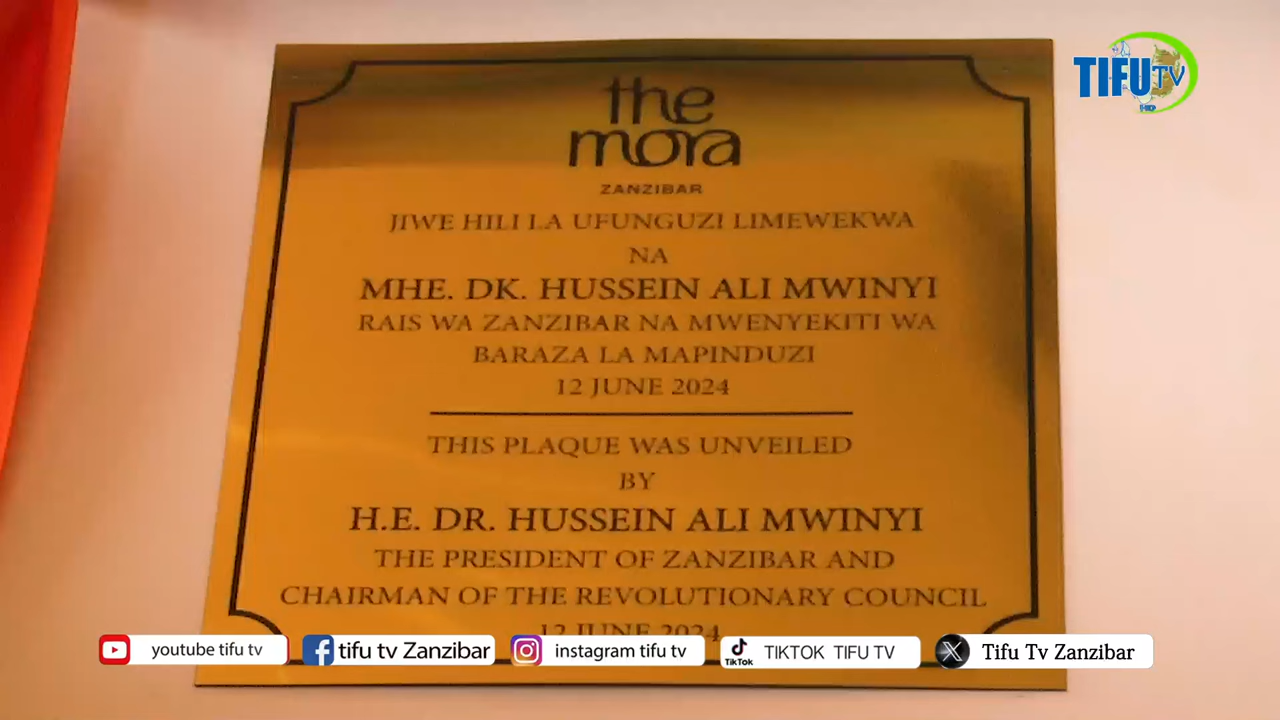 TIFU TV
the
mora
ZANZIBAR
JIWE HILI LA UFUNGUZI LIMEWEKWA
NA
MHE. DK. HUSSEIN ALI MWINYI
RAIS WA ZANZIBAR NA MWENYEKITI WA
BARAZA LA MAPINDUZI
12 JUNE 2024
THIS PLAQUE WAS UNVEILED
BY
H.E. DR. HUSSEIN ALI MWINYI
THE PRESIDENT OF ZANZIBAR AND
CHAIRMAN OF THE REVOLUTIONARY COUNCIL
12 JUNE 2024
youtube tifu tv
tifu tv Zanzibar
instagram tifu tv
TikTok
TIKTOK TIFU TV
Tifu Tv Zanzibar